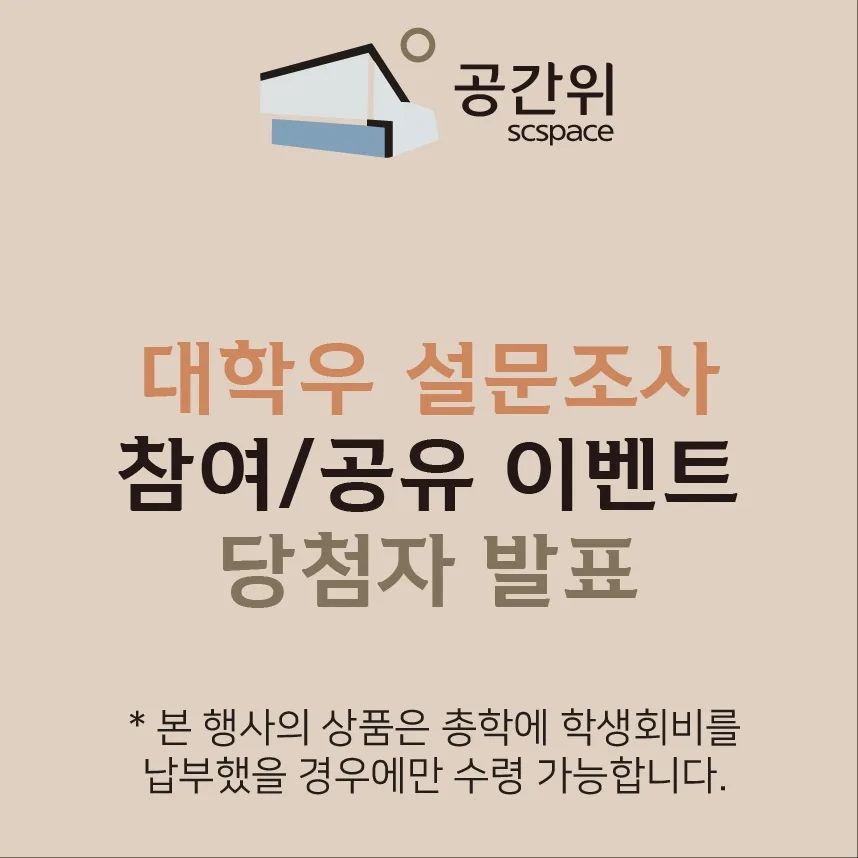 공간위
scspace
대학우 설문조사
참여/공유 이벤트
당첨자 발표
* 본 행사의 상품은 총학에 학생회비를
납부했을 경우에만 수령 가능합니다.